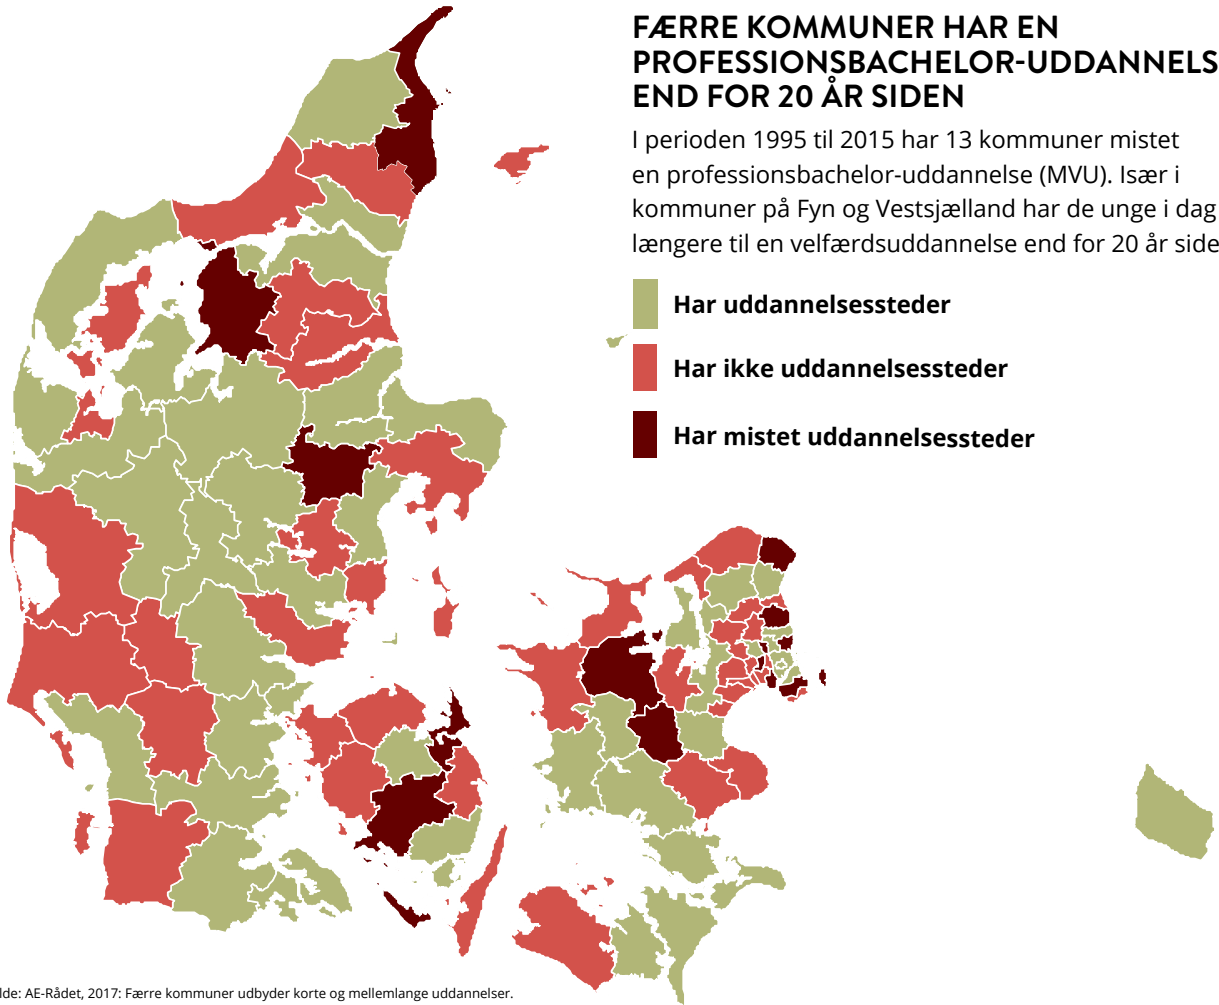 FÆRRE KOMMUNER HAR EN
PROFESSIONSBACHELOR-UDDANNELS
END FOR 20 ÅR SIDEN
I perioden 1995 til 2015 har 13 kommuner mistet
en professionsbachelor-uddannelse (MVU). Især i
kommuner på Fyn og Vestsjælland har de unge i dag
længere til en velfærdsuddannelse end for 20 år side
Har uddannelsessteder
Har ikke uddannelsessteder
Har mistet uddannelsessteder
lde: AE-Rådet, 2017: Færre kommuner udbyder korte og mellemlange uddannelser.